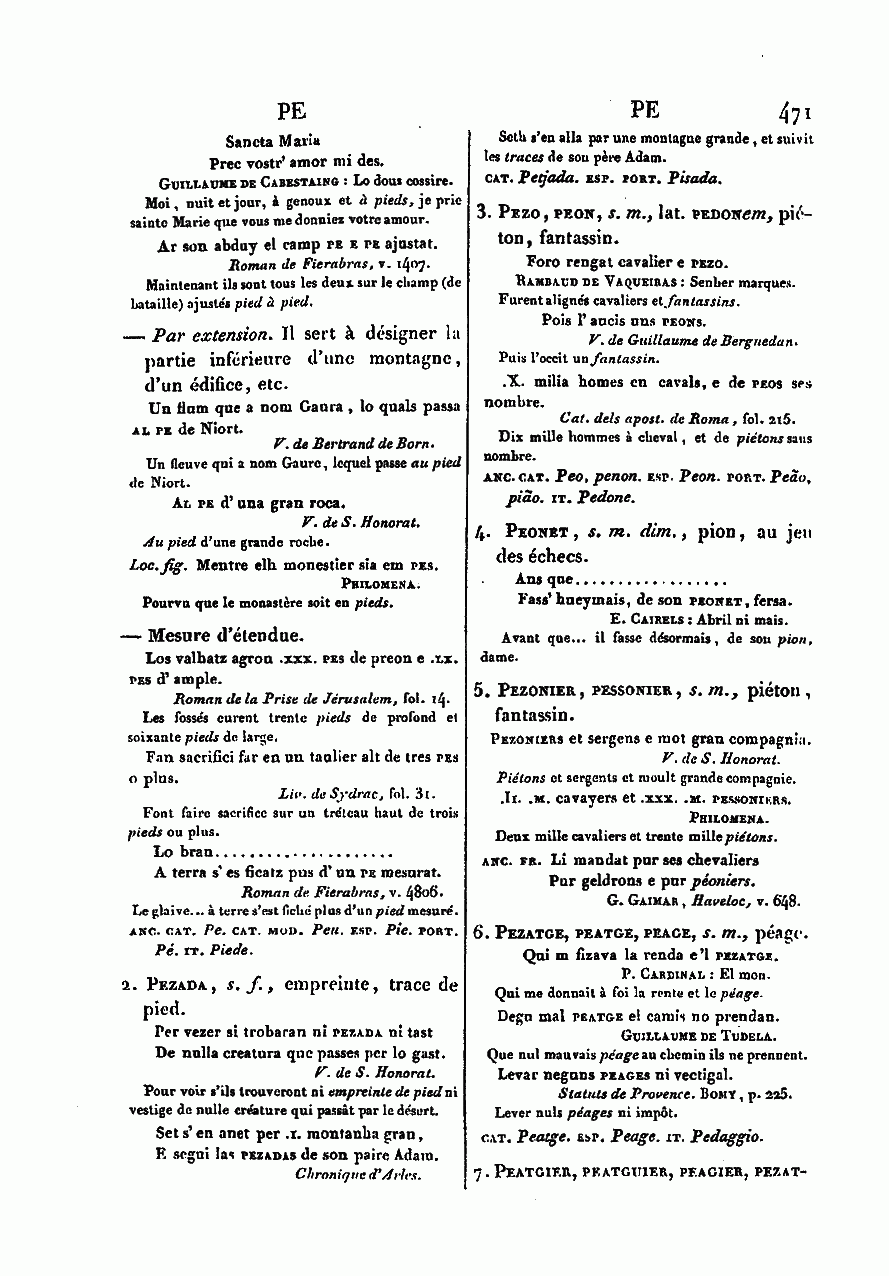 PE
PE 471
Sancta Maria
Prec vostr' amor mi des.
GUILLAUME DE CABESTAING : Lo dous cossire.
Moi, nuit et jour, à genoux et à pieds, je prie
sainte Marie que vous me donniez votre amour.
Ar son abduy el camp PE E PE ajustat.
Roman de Fierabras, v. 1407.
Maintenant ils sont tous les deux sur le champ (de
bataille) ajustés pied à pied.
— Par extension. Il sert à désigner la
partie inférieure d'une montagne,
d'un édifice, etc.
Un flum que a nom Gaura, lo quals passa
AL PE de Niort.
V. de Bertrand de Born.
Un fleuve qui a nom Gaure, lequel passe au pied
de Niort.
AL PE d' una gran roca.
V. de S. Honorat.
Au pied d'une grande roche.
Loc. fig. Mentre elh monestier sia em PES.
PHILOMENA.
Pourvu que le monastère soit en pieds.
— Mesure d'étendue.
Los valhatz agron .XXX. PES de preon e .LX.
PES d' ample.
Roman de la Prise de Jérusalem, fol. 14.
Les fossés eurent trente pieds de profond et
soixante pieds de large.
Fan sacrifici far en un taulier alt de tres PES
o plus.
Liv. de Sydrac, fol. 31.
Font faire sacrifice sur un tréteau haut de trois
pieds ou plus.
Lo bran.....................
A terra s' es ficatz pus d' un PE mesurat.
Roman de Fierabras, v. 4806.
Le glaive... à terre s'est fiché plus d'un pied mesuré.
ANC. CAT. Pe. CAT. MOD. Peu. ESP. Pie. PORT.
Pé. IT. Piede.
2. PEZADA, s. f., empreinte, trace de
pied.
Per vezer si trobaran ni PEZADA ni tast
De nulla creatura que passes per lo gast.
V. de S. Honorat.
Pour voir s'ils trouveront ni empreinte de pied ni
vestige de nulle créature qui passât par le désert.
Set s' en anet per .I. montanha gran,
E segui las PEZADAS de son paire Adam.
Chronique d'Arles.
Seth s'en alla par une montagne grande, et suivit
les traces de son père Adam.
CAT. Petjada. ESP. PORT. Pisada.
3. PEZO, PEON, s. m., lat. PEDONem, pié-
ton, fantassin.
Foro rengat cavalier e PEZO.
RAMBAUD DE VAQUEIRAS : Senher marques.
Furent alignés cavaliers et fantassins.
Pois l' aucis uns PEONS.
V. de Guillaume de Berguedan.
Puis l'occit un fantassin.
.X. milia homes en cavals, e de PEOS ses
nombre.
Cat. dels apost. de Roma, fol. 215.
Dix mille hommes à cheval, et de piétons sans
nombre.
ANC. CAT. Peo, penon. ESP. Peon. PORT. Peão,
pião. IT. Pedone.
4. PEONET, s. m. dim., pion, au jeu
des échecs.
Ans que..................
Fass' hueymais, de son PEONET, fersa.
E. CAIRELS : Abril ni mais.
Avant que... il fasse désormais, de son pion,
dame.
5. PEZONIER, PESSONIER, s. m., piéton,
fantassin.
PEZONIERS et sergens e mot gran compagnia.
V. de S. Honorat.
Piétons et sergents et moult grande compagnie.
.II. .M. cavayers et .XXX. .M. PESSONIERS.
PHILOMENA.
Deux mille cavaliers et trente mille piétons.
ANC. FR. Li mandat pur ses chevaliers
Pur geldrons e pur péoniers.
G. GAIMAR, Haveloc, v. 648.
6. PEZATGE, PEATGE, PEAGE, s. m., péage.
Qui m fizava la renda e 'l PEZATGE.
P. CARDINAL : El mon.
Qui me donnait à foi la rente et le péage.
Degu mal PEATGE el camis no prendan.
GUILLAUME DE TUDELA.
Que nul mauvais péage au chemin ils ne prennent.
Levar neguns PEAGES ni vectigal.
Statuts de Provence. BOMY, p. 225.
Lever nuls péages ni impôt.
CAT. Peatge. ESP. Peage. IT. Pedaggio.
7. PEATGIER, PEATGUIER, PEAGIER, PEZAT-